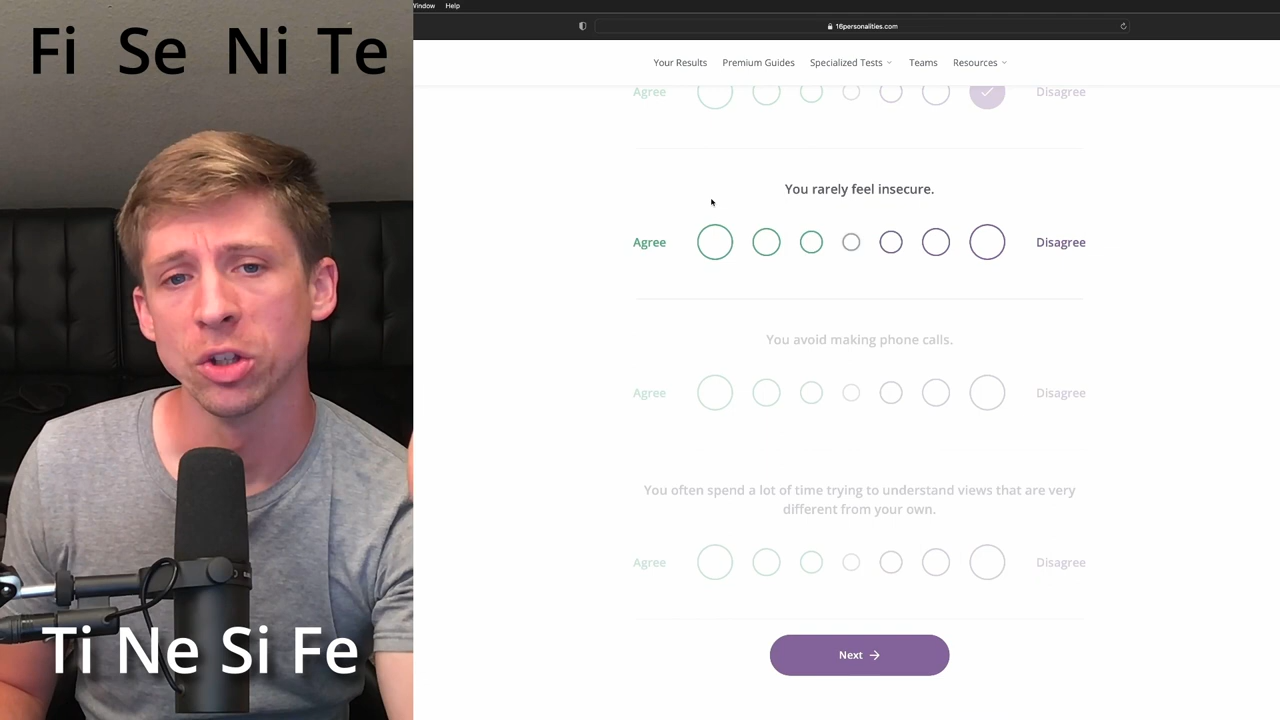 Fi Se Ni Te
Ti Ne Si Fe
Window Help
16personalities.com
Your Results Premium Guides Specialized Tests Teams Resources
Agree Disagree
You rarely feel insecure.
Agree Disagree
You avoid making phone calls.
Agree Disagree
You often spend a lot of time trying to understand views that are very
different from your own.
Agree Disagree
Next